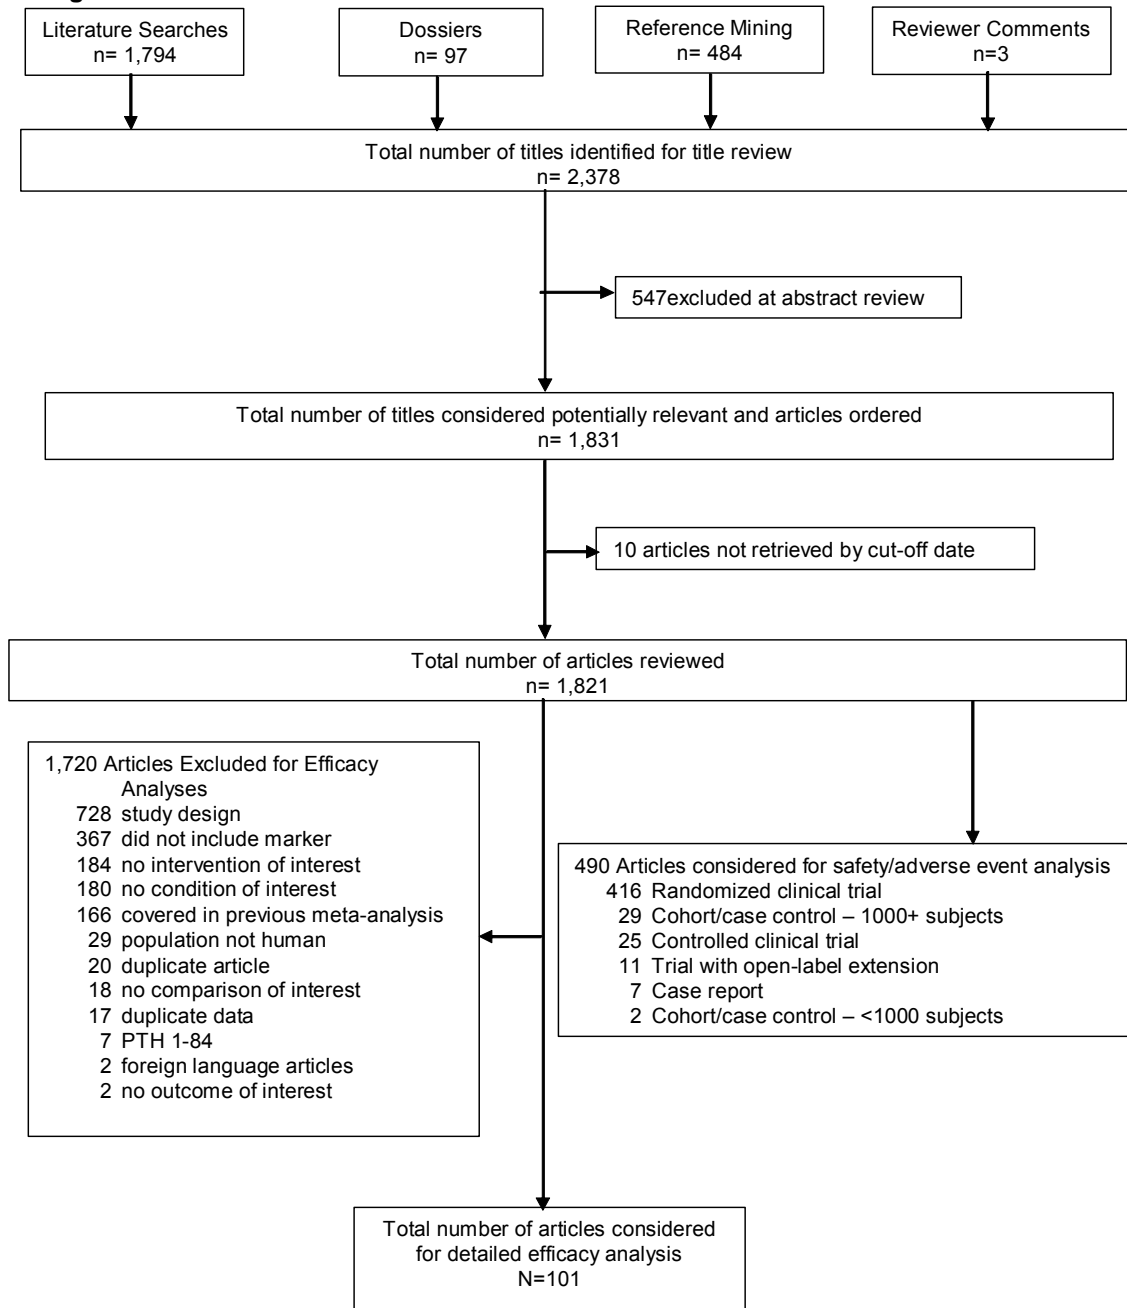 Literature Searches
n= 1,794
Dossiers
n= 97
Reference Mining
n= 484
Reviewer Comments
n=3
Total number of titles identified for title review
n= 2,378
547excluded at abstract review
Total number of titles considered potentially relevant and articles ordered
n= 1,831
10 articles not retrieved by cut-off date
Total number of articles reviewed
n= 1,821
1,720 Articles Excluded for Efficacy
Analyses
728 study design
367 did not include marker
184 no intervention of interest
180 no condition of interest
166 covered in previous meta-analysis
29 population not human
20 duplicate article
18 no comparison of interest
17 duplicate data
7 PTH 1-84
2 foreign language articles
2 no outcome of interest
490 Articles considered for safety/adverse event analysis
416 Randomized clinical trial
29 Cohort/case control – 1000+ subjects
25 Controlled clinical trial
11 Trial with open-label extension
7 Case report
2 Cohort/case control – <1000 subjects
Total number of articles considered
for detailed efficacy analysis
N=101